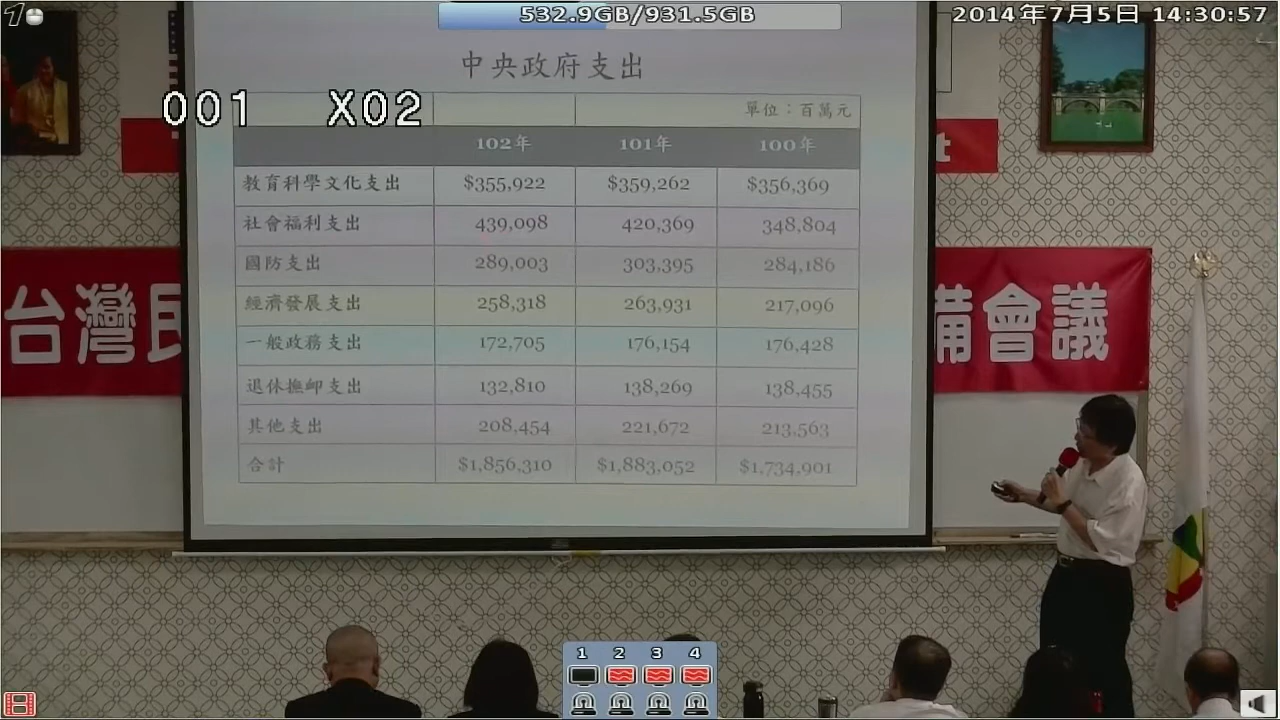 532.9GB/931.5GB
2014年7月5日 14:30:57
中央政府支出
001 X02
單位：百萬元
102年 101年 100年
教育科學文化支出 $355,922 $359,262 $356,369
社會福利支出 439,098 420,369 348,804
國防支出 289,003 303,395 284,186
經濟發展支出 258,318 263,931 217,096
一般政務支出 172,705 176,154 176,428
退休撫卹支出 132,810 138,269 138,455
其他支出 208,454 221,672 213,563
合計 $1,856,310 $1,883,052 $1,734,901
t
台灣民 備會議
1 2 3 4